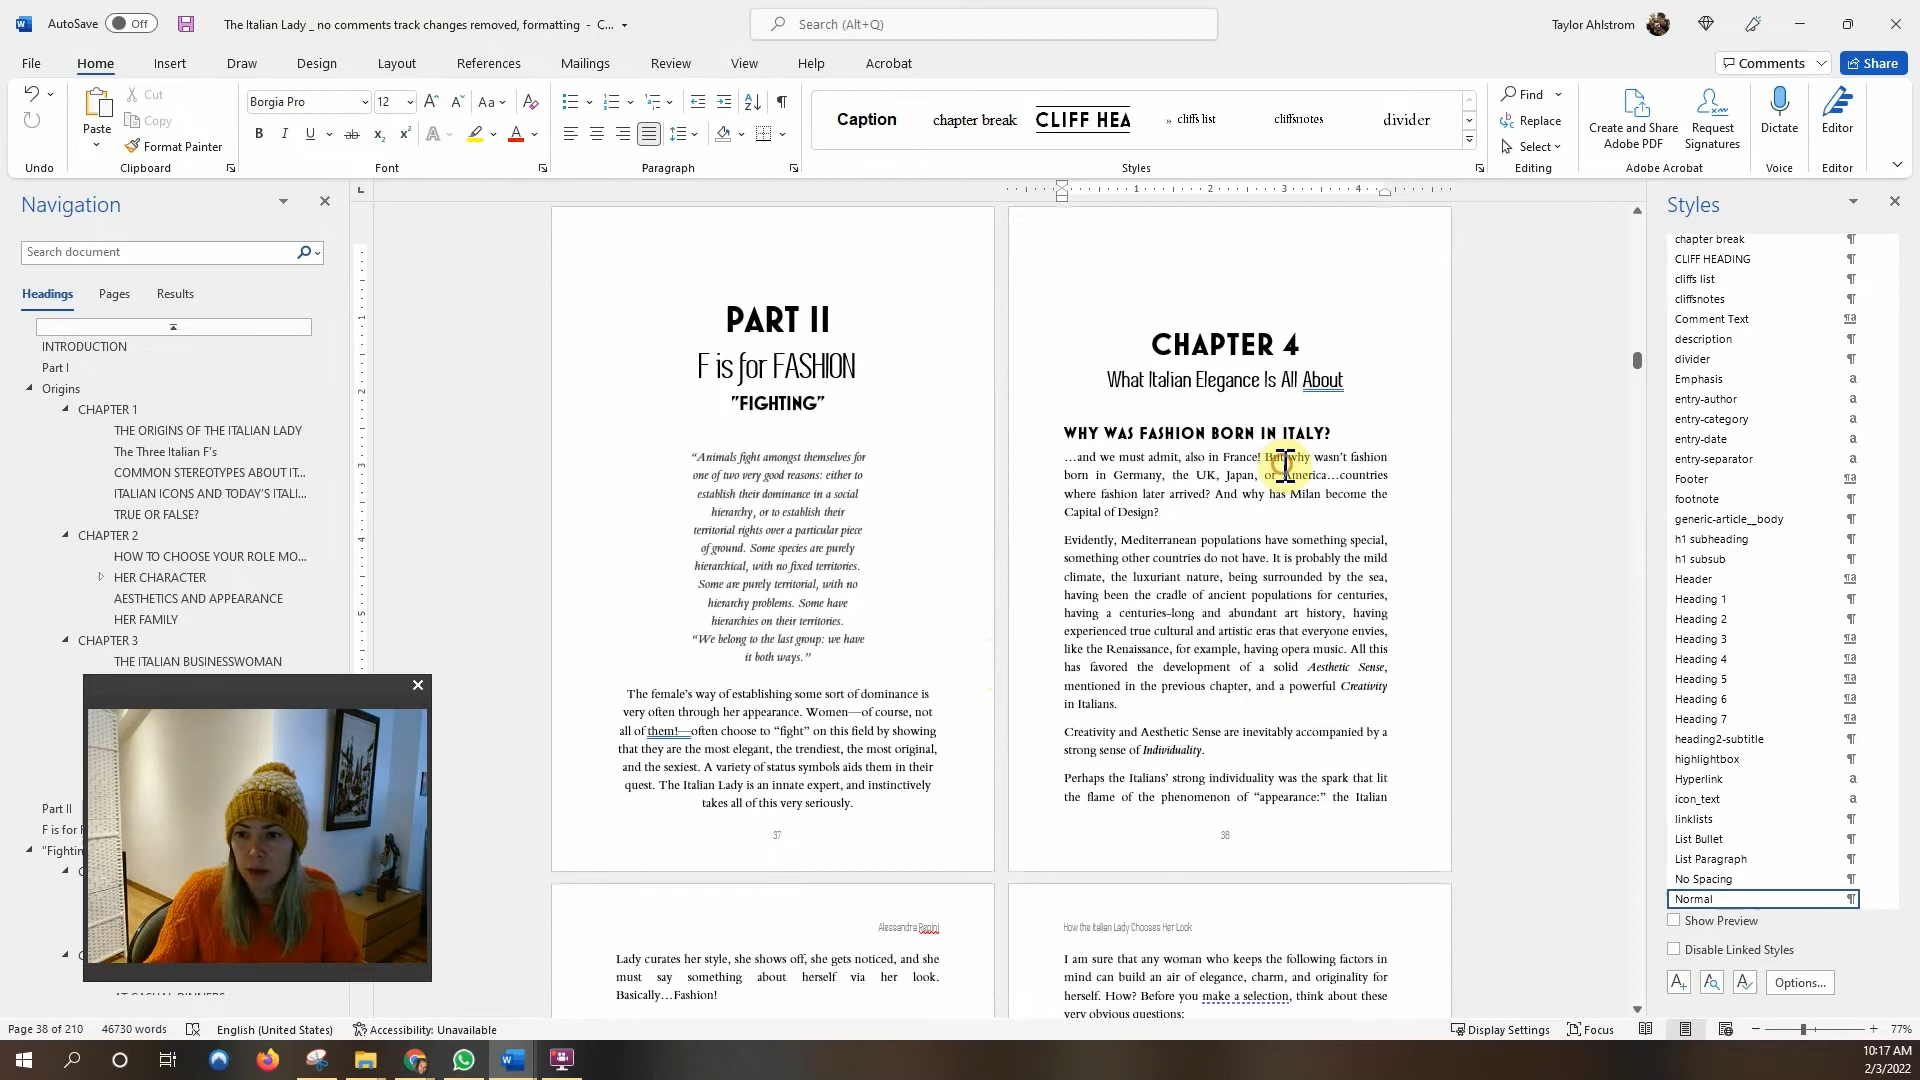 AutoSave Off The Italian Lady _ no comments track changes removed, formatting - C... Search (Alt+Q) Taylor Ahlstrom
File Home Insert Draw Design Layout References Mailings Review View Help Acrobat Comments Share
Cut
Copy
Format Painter
Paste
Borgia Pro 12
Caption chapter break CLIFF HEA » cliffs list cliffsnotes divider
Find
Replace
Select
Create and Share Adobe PDF
Request Signatures
Dictate
Editor
Undo Clipboard Font Paragraph Styles Editing Adobe Acrobat Voice Editor
Navigation
Search document
Headings Pages Results
INTRODUCTION
Part I
Origins
CHAPTER 1
THE ORIGINS OF THE ITALIAN LADY
The Three Italian F's
COMMON STEREOTYPES ABOUT IT...
ITALIAN ICONS AND TODAY'S ITALI...
TRUE OR FALSE?
CHAPTER 2
HOW TO CHOOSE YOUR ROLE MO...
HER CHARACTER
AESTHETICS AND APPEARANCE
HER FAMILY
CHAPTER 3
THE ITALIAN BUSINESSWOMAN
Part II
F is for F
"Fightin
PART II
F is for FASHION
"FIGHTING"
“Animals fight amongst themselves for
one of two very good reasons: either to
establish their dominance in a social
hierarchy, or to establish their
territorial rights over a particular piece
of ground. Some species are purely
hierarchical, with no fixed territories.
Some are purely territorial, with no
hierarchy problems. Some have
hierarchies on their territories.
“We belong to the last group: we have
it both ways.”
The female’s way of establishing some sort of dominance is
very often through her appearance. Women—of course, not
all of them!—often choose to “fight” on this field by showing
that they are the most elegant, the trendiest, the most original,
and the sexiest. A variety of status symbols aids them in their
quest. The Italian Lady is an innate expert, and instinctively
takes all of this very seriously.
37
CHAPTER 4
What Italian Elegance Is All About
WHY WAS FASHION BORN IN ITALY?
…and we must admit, also in France! But why wasn’t fashion
born in Germany, the UK, Japan, or America…countries
where fashion later arrived? And why has Milan become the
Capital of Design?
Evidently, Mediterranean populations have something special,
something other countries do not have. It is probably the mild
climate, the luxuriant nature, being surrounded by the sea,
having been the cradle of ancient populations for centuries,
having a centuries-long and abundant art history, having
experienced true cultural and artistic eras that everyone envies,
like the Renaissance, for example, having opera music. All this
has favored the development of a solid Aesthetic Sense,
mentioned in the previous chapter, and a powerful Creativity
in Italians.
Creativity and Aesthetic Sense are inevitably accompanied by a
strong sense of Individuality.
Perhaps the Italians’ strong individuality was the spark that lit
the flame of the phenomenon of “appearance:” the Italian
38
Alessandra Repini
Lady curates her style, she shows off, she gets noticed, and she
must say something about herself via her look.
Basically…Fashion!
How the Italian Lady Chooses Her Look
I am sure that any woman who keeps the following factors in
mind can build an air of elegance, charm, and originality for
herself. How? Before you make a selection, think about these
very obvious questions:
Styles
chapter break
CLIFF HEADING
cliffs list
cliffsnotes
Comment Text
description
divider
Emphasis
entry-author
entry-category
entry-date
entry-separator
Footer
footnote
generic-article__body
h1 subheading
h1 subsub
Header
Heading 1
Heading 2
Heading 3
Heading 4
Heading 5
Heading 6
Heading 7
heading2-subtitle
highlightbox
Hyperlink
icon_text
linklists
List Bullet
List Paragraph
No Spacing
Normal
Show Preview
Disable Linked Styles
Options...
Page 38 of 210 46730 words English (United States) Accessibility: Unavailable Display Settings Focus 77%
10:17 AM
2/3/2022